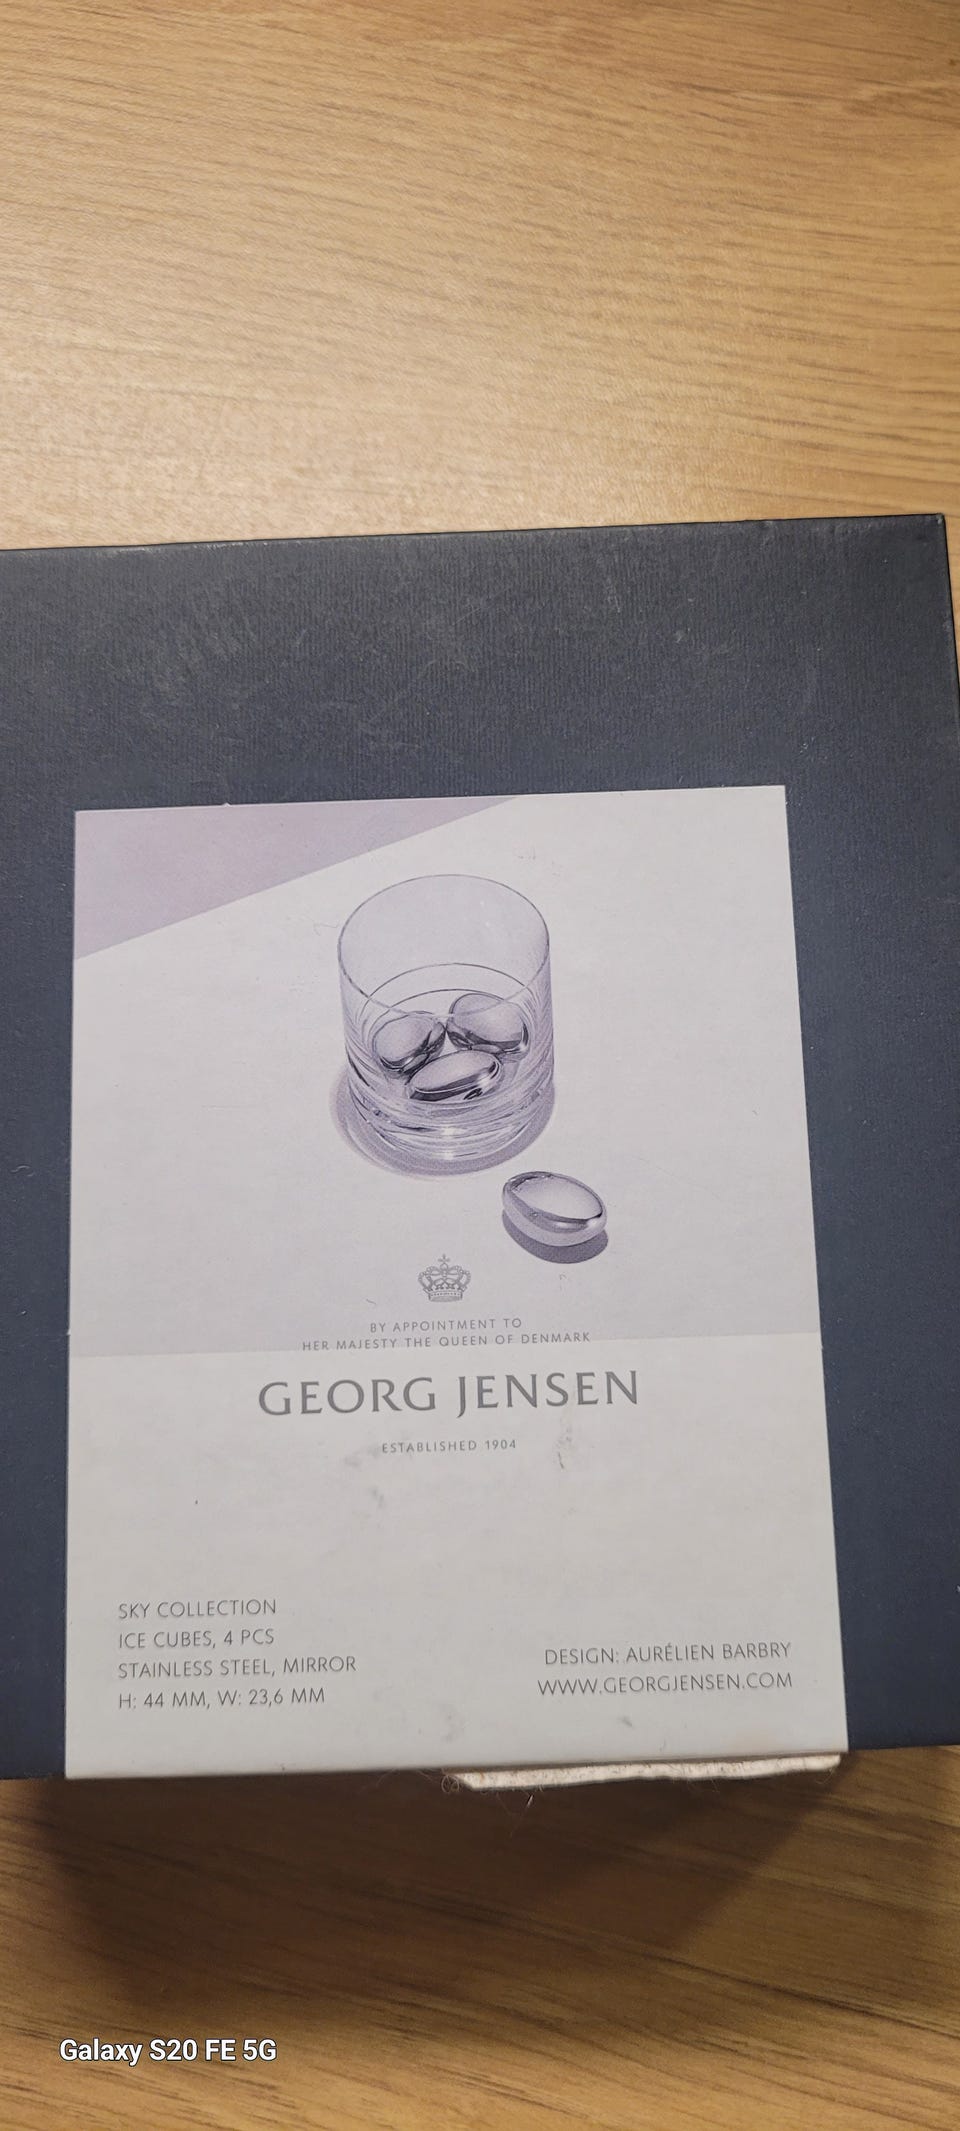 BY APPOINTMENT TO
HER MAJESTY THE QUEEN OF DENMARK
GEORG JENSEN
ESTABLISHED 1904
SKY COLLECTION
ICE CUBES, 4 PCS
STAINLESS STEEL, MIRROR
H: 44 MM, W: 23,6 MM
DESIGN: AURÉLIEN BARBRY
WWW.GEORGJENSEN.COM
Galaxy S20 FE 5G